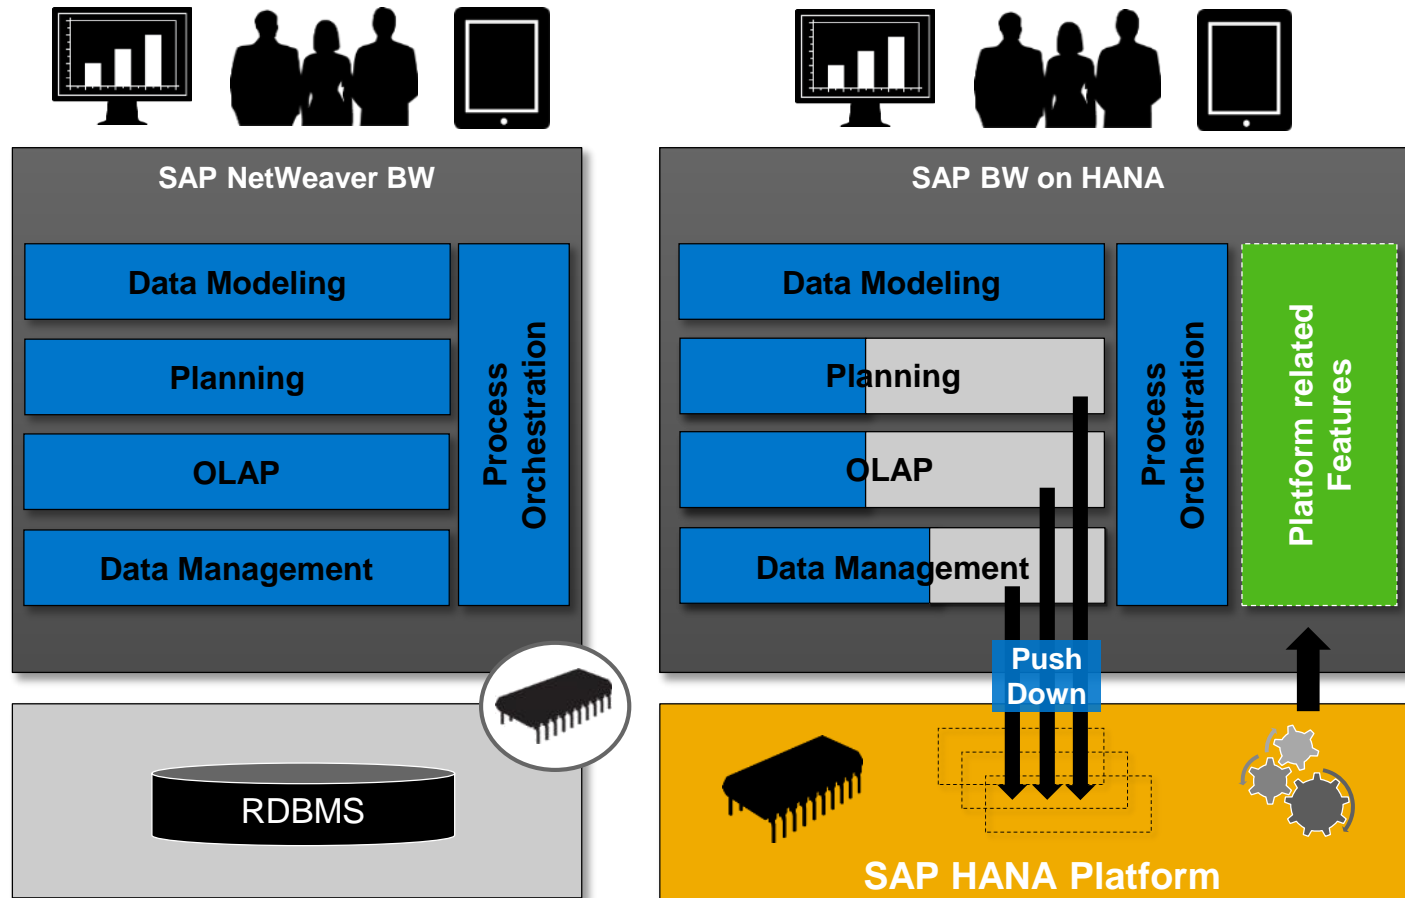 SAP NetWeaver BW
Data Modeling
Planning
OLAP
Data Management
Process
Orchestration
RDBMS
SAP BW on HANA
Data Modeling
Planning
OLAP
Data Management
Process
Orchestration
Platform related
Features
Push
Down
SAP HANA Platform